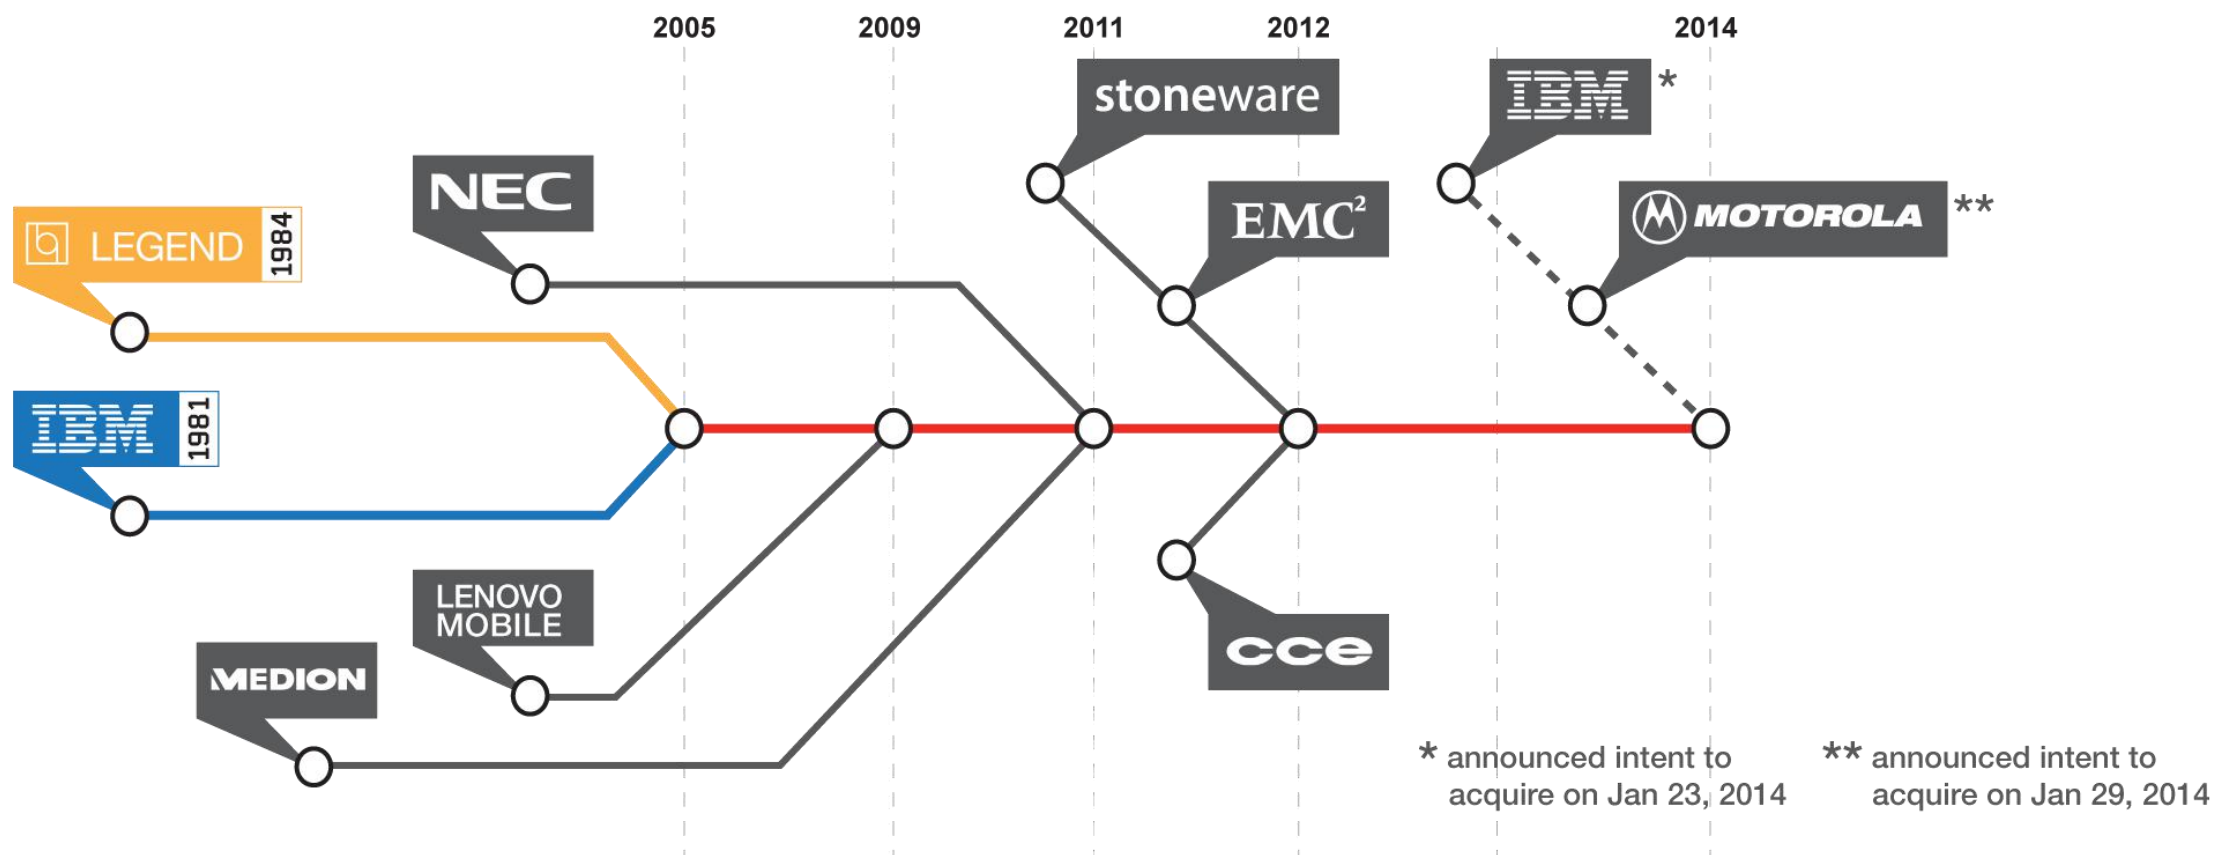 2005
2009
2011
2012
2014
stoneware
IBM *
NEC
EMC²
MOTOROLA **
LEGEND 1984
IBM 1981
LENOVO
MOBILE
MEDION
cce
* announced intent to
acquire on Jan 23, 2014
** announced intent to
acquire on Jan 29, 2014